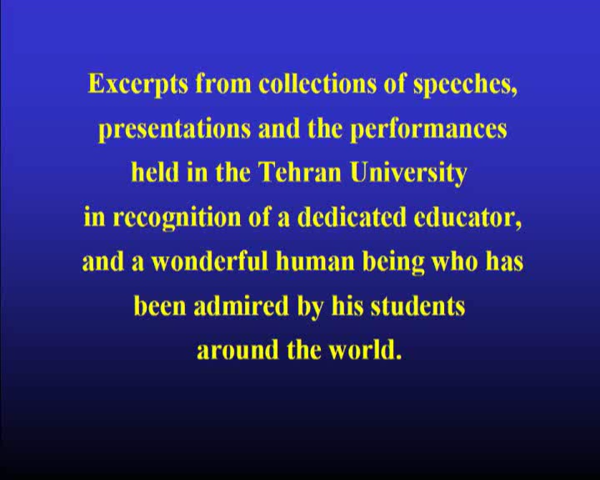 Excerpts from collections of speeches,
presentations and the performances
held in the Tehran University
in recognition of a dedicated educator,
and a wonderful human being who has
been admired by his students
around the world.